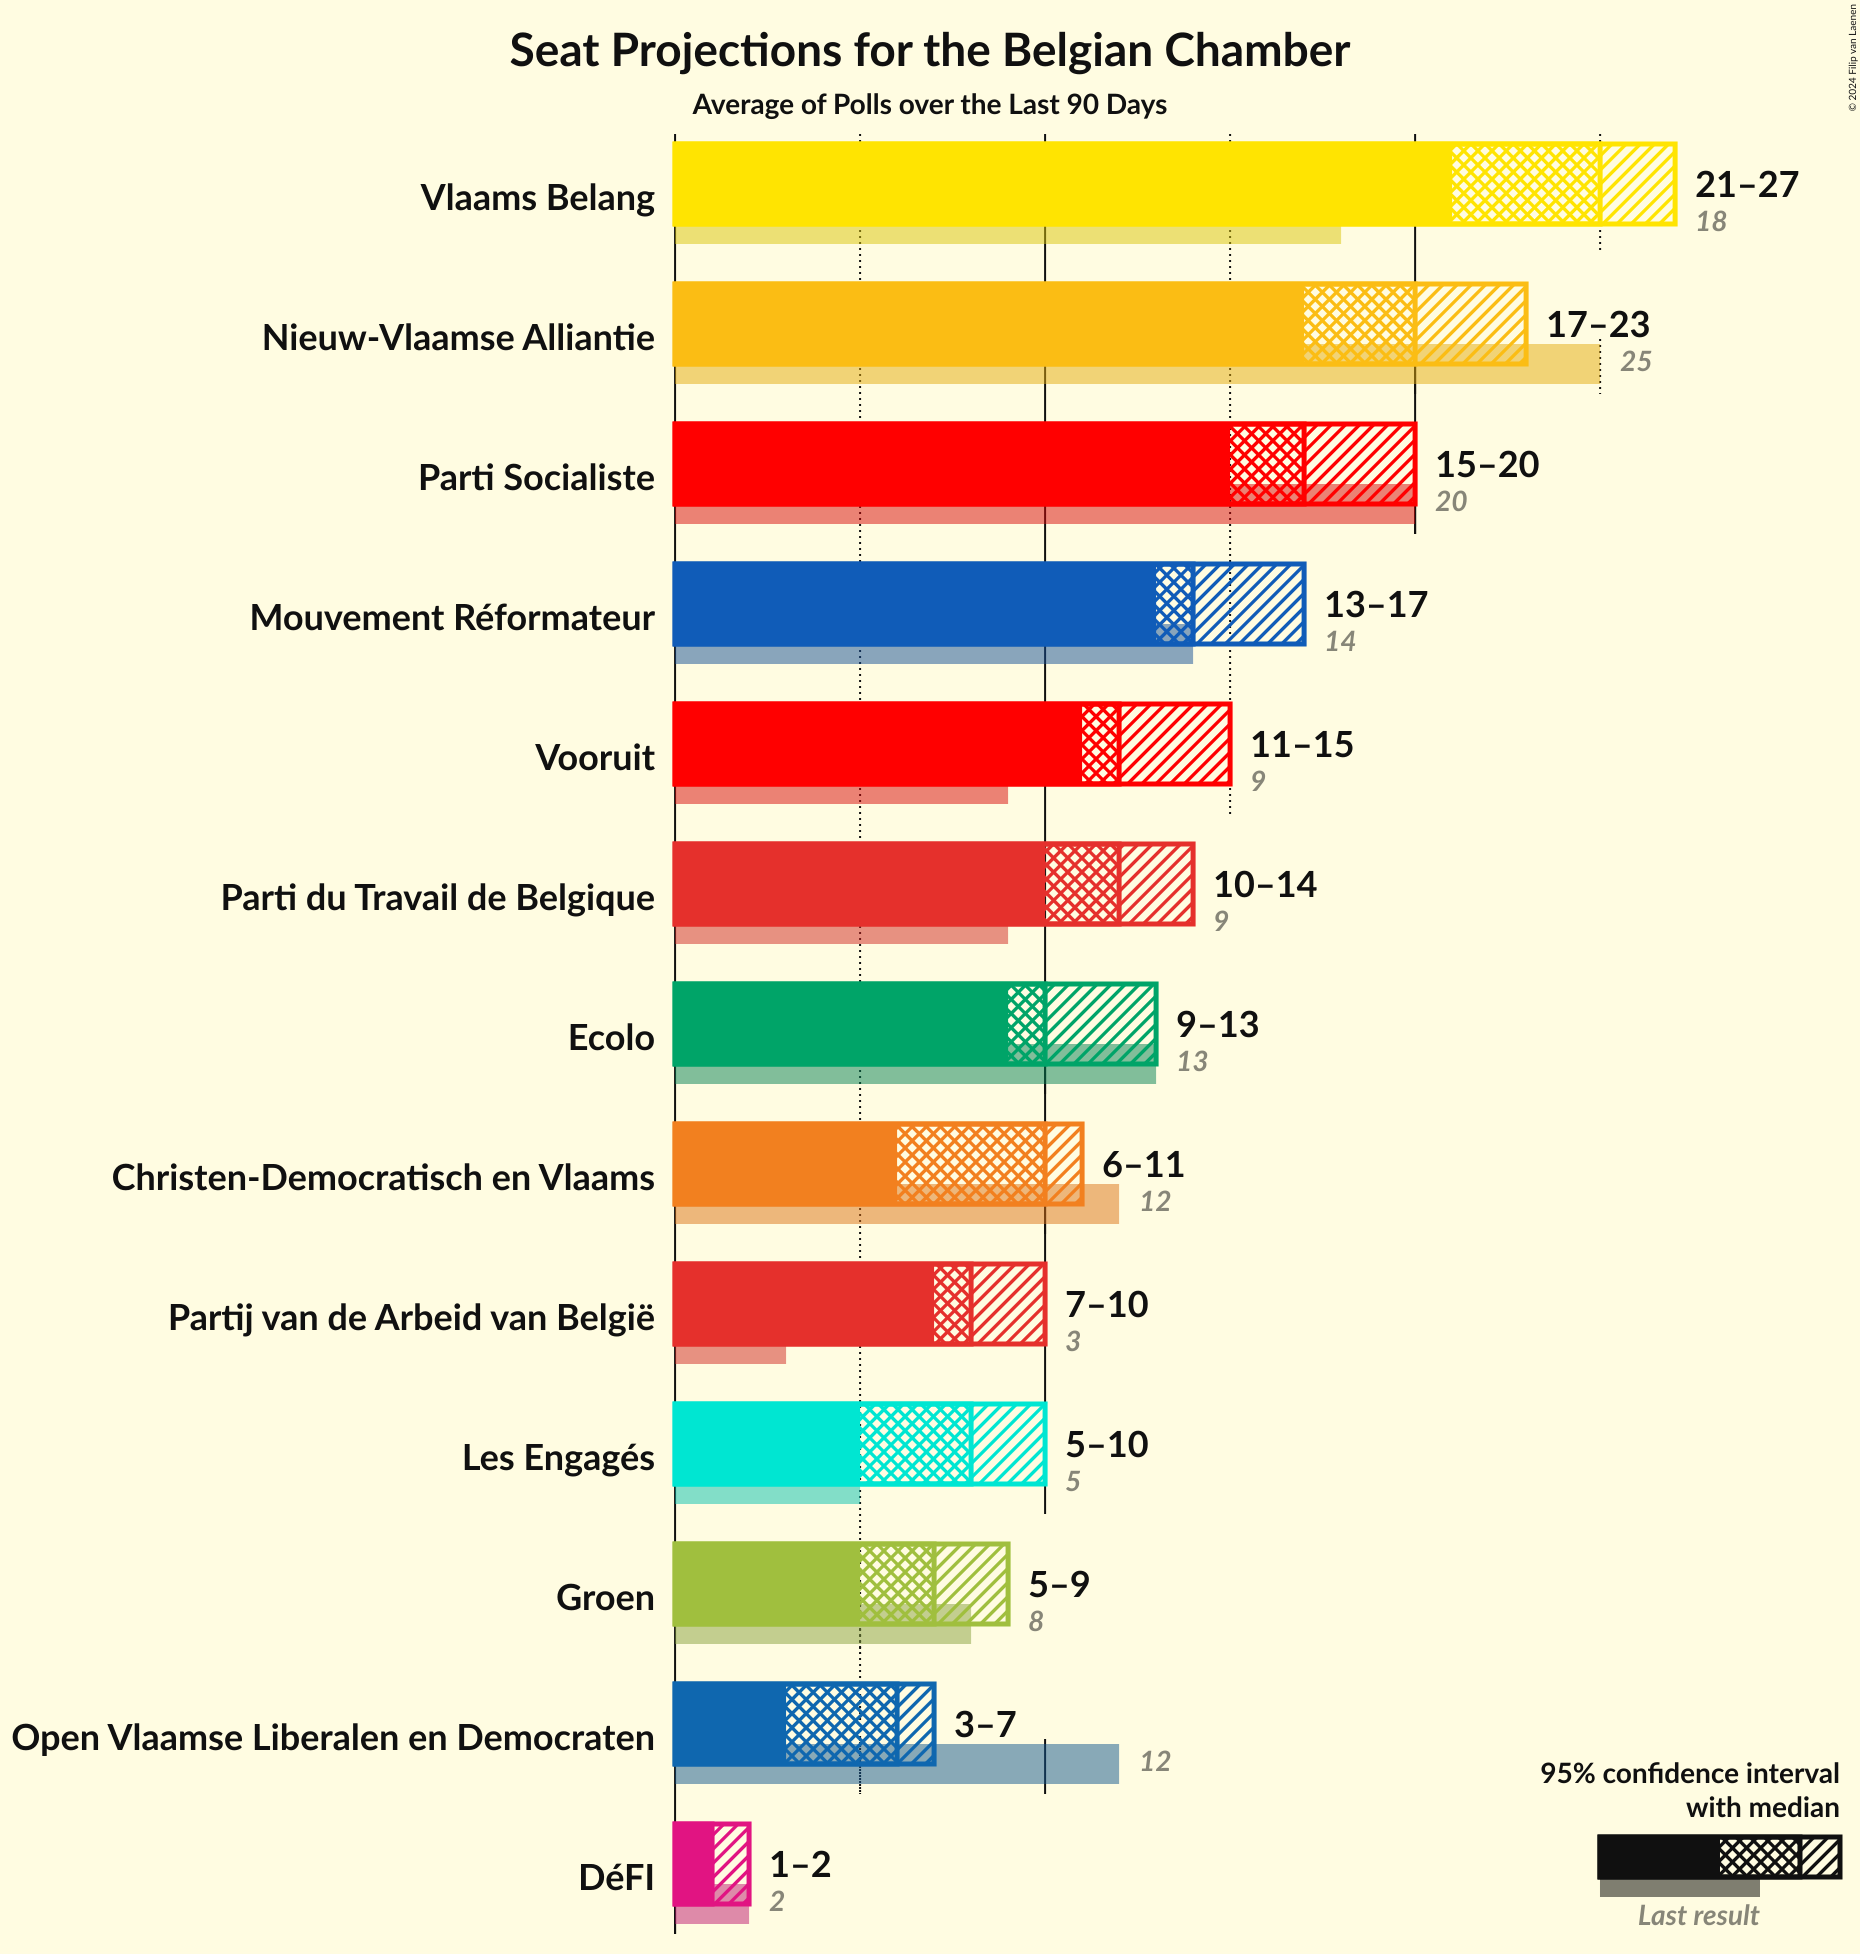 Seat Projections for the Belgian Chamber
Average of Polls over the Last 90 Days
© 2024 Filip van Laenen
Vlaams Belang
21–27
18
Nieuw-Vlaamse Alliantie
17–23
25
Parti Socialiste
15–20
20
Mouvement Réformateur
13–17
14
Vooruit
11–15
9
Parti du Travail de Belgique
10–14
9
Ecolo
9–13
13
Christen-Democratisch en Vlaams
6–11
12
Partij van de Arbeid van België
7–10
3
Les Engagés
5–10
5
Groen
5–9
8
Open Vlaamse Liberalen en Democraten
3–7
12
DéFI
1–2
2
95% confidence interval
with median
Last result